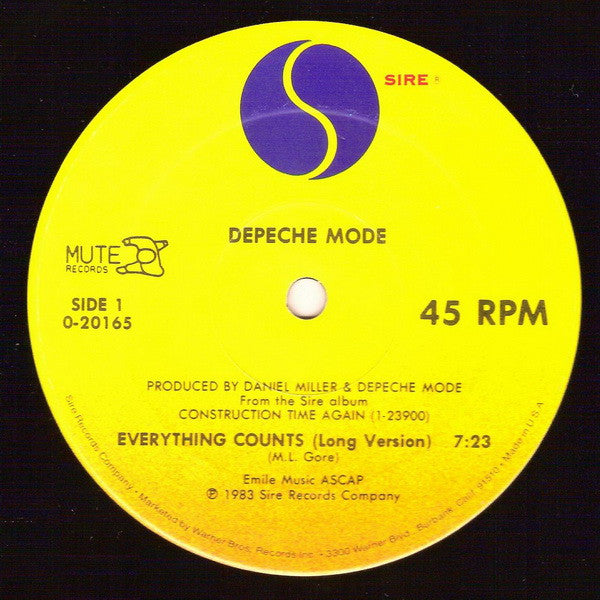 SIRE ®
DEPECHE MODE
MUTE
RECORDS
SIDE 1
0-20165
45 RPM
PRODUCED BY DANIEL MILLER & DEPECHE MODE
From the Sire album
CONSTRUCTION TIME AGAIN (1-23900)
EVERYTHING COUNTS (Long Version) 7:23
(M.L. Gore)
Emile Music ASCAP
℗ 1983 Sire Records Company
Sire Records Company • Marketed by Warner Bros. Records Inc. • 3300 Warner Blvd., Burbank, Calif. 91510 • Made in U.S.A.